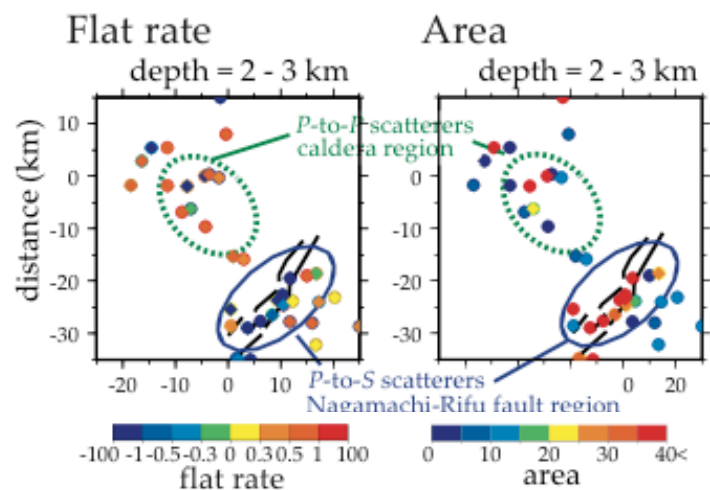 Flat rate
Area
depth = 2 - 3 km
depth = 2 - 3 km
P-to-P scatterers
caldera region
distance (km)
10
0
-10
-20
-30
-20 -10 0 10
0 20
P-to-S scatterers
Nagamachi-Rifu fault region
-100 -1 -0.5 -0.3 0 0.3 0.5 1 100
flat rate
0 10 20 30 40<
area